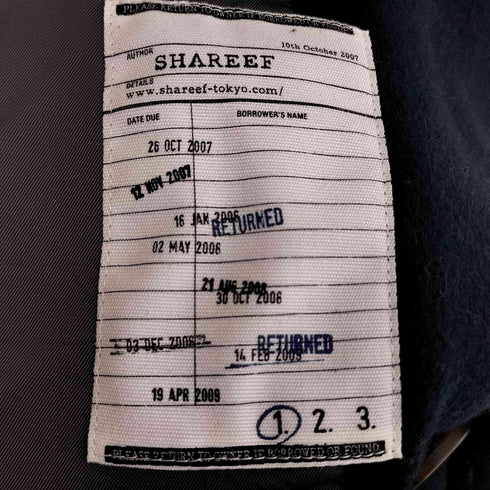 PLEASE RETURN TO OWNER IF BORROWED OR FOUND
10th October 2007
AUTHOR
SHAREEF
DETAILS
www.shareef-tokyo.com/
DATE DUE BORROWER'S NAME
26 OCT 2007
12 NOV 2007
16 JAN 2006 RETURNED
02 MAY 2006
21 AUG 2008
30 OCT 2006
03 DEC 2006 RETURNED
14 FEB 2009
19 APR 2009
1. 2. 3.
PLEASE RETURN TO OWNER IF BORROWED OR FOUND